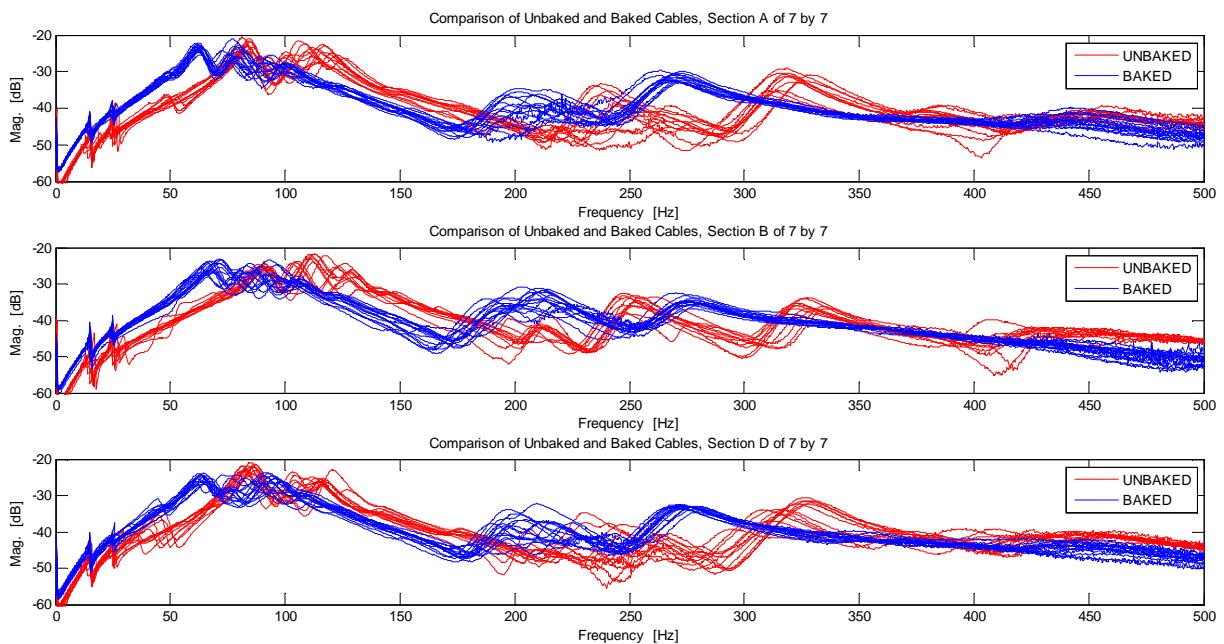 Comparison of Unbaked and Baked Cables, Section A of 7 by 7
-20
-30
-40
-50
-60
Mag. [dB]
UNBAKED
BAKED
0 50 100 150 200 250 300 350 400 450 500
Frequency [Hz]
Comparison of Unbaked and Baked Cables, Section B of 7 by 7
-20
-30
-40
-50
-60
Mag. [dB]
UNBAKED
BAKED
0 50 100 150 200 250 300 350 400 450 500
Frequency [Hz]
Comparison of Unbaked and Baked Cables, Section D of 7 by 7
-20
-30
-40
-50
-60
Mag. [dB]
UNBAKED
BAKED
0 50 100 150 200 250 300 350 400 450 500
Frequency [Hz]